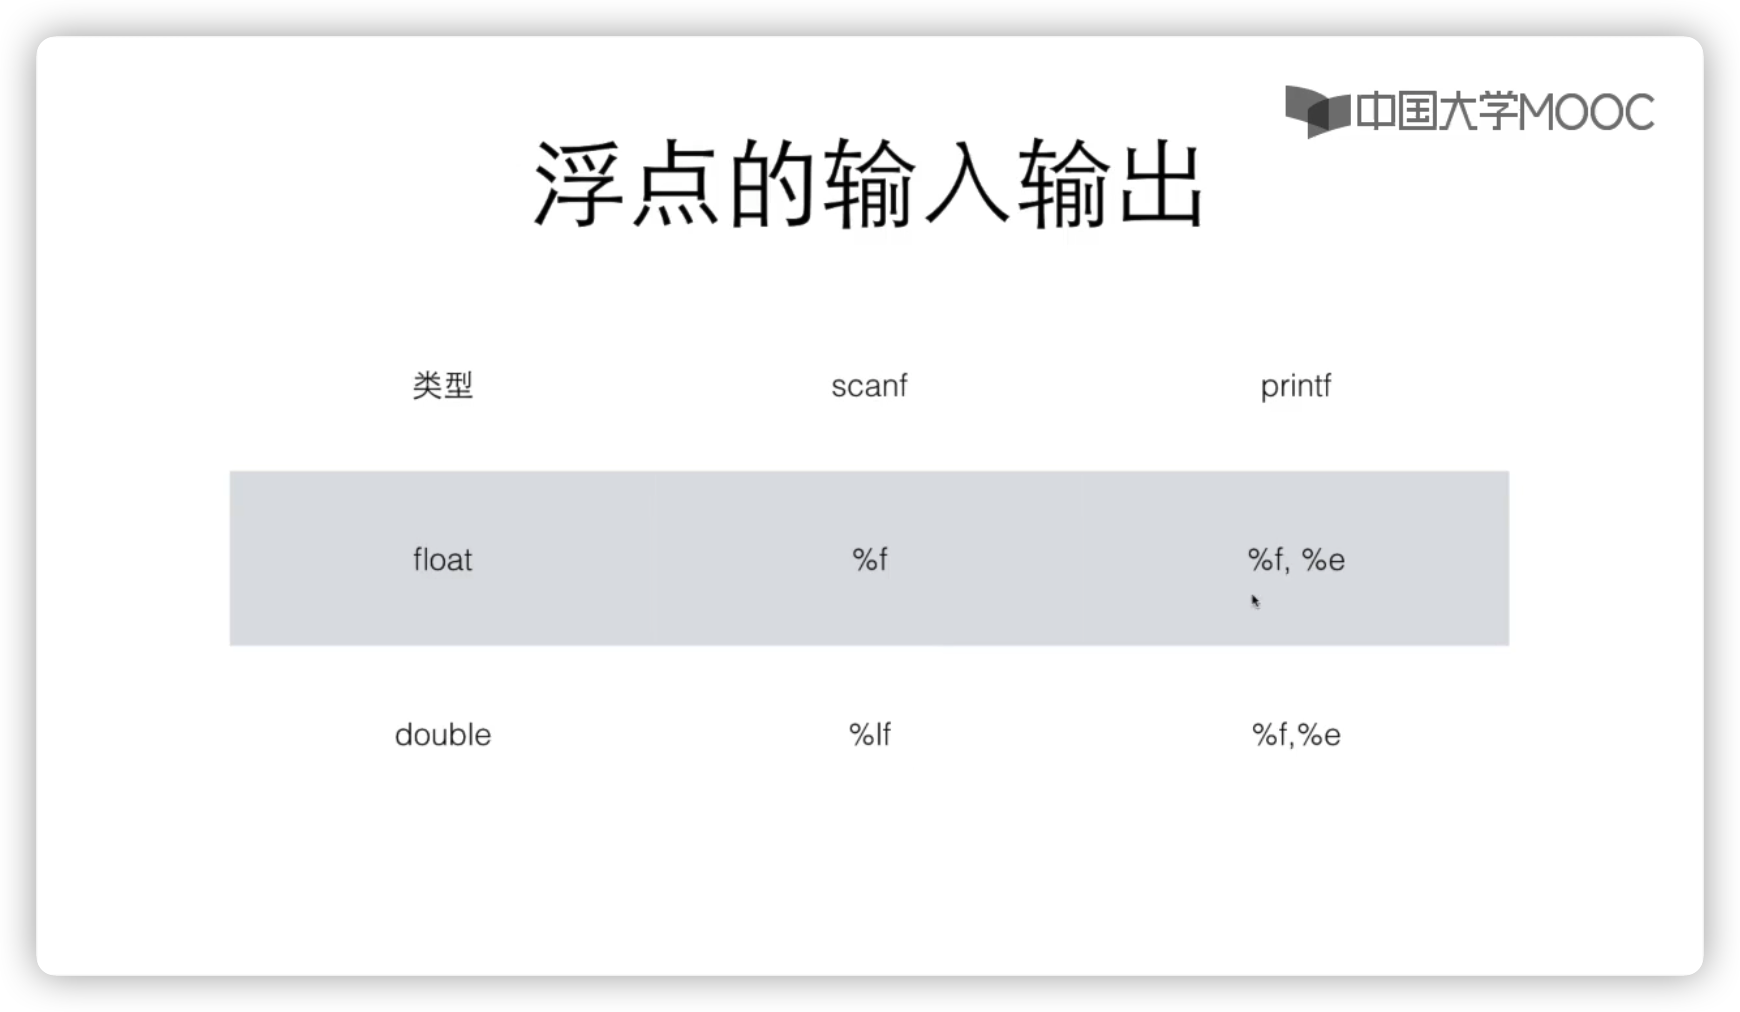 中国大学MOOC
浮点的输入输出
类型 scanf printf
float %f %f, %e
double %lf %f,%e